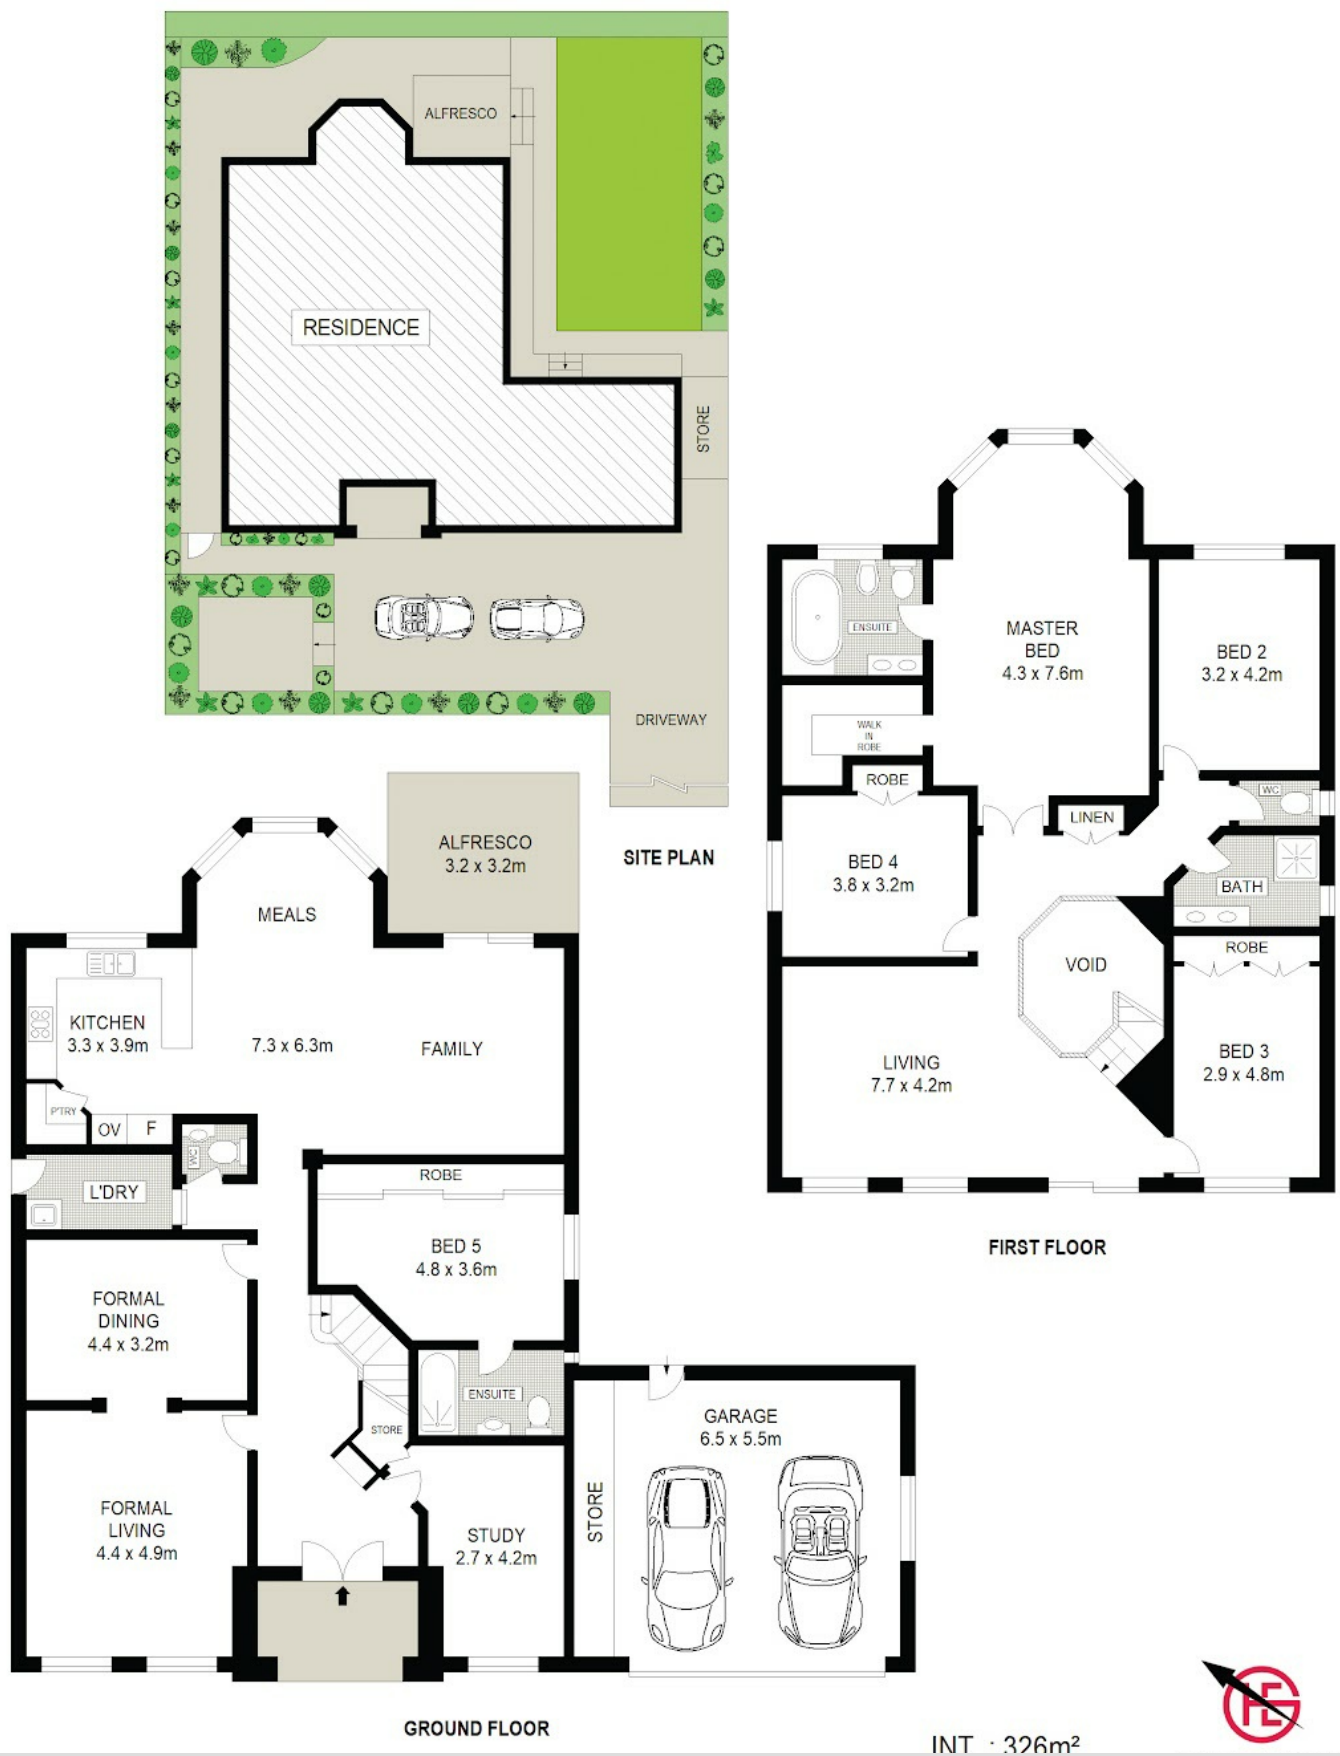 ALFRESCO
RESIDENCE
STORE
DRIVEWAY
SITE PLAN
ENSUITE
MASTER
BED
4.3 x 7.6m
BED 2
3.2 x 4.2m
WALK
IN
ROBE
ROBE
LINEN
WC
BED 4
3.8 x 3.2m
BATH
ROBE
VOID
LIVING
7.7 x 4.2m
BED 3
2.9 x 4.8m
FIRST FLOOR
ALFRESCO
3.2 x 3.2m
MEALS
KITCHEN
3.3 x 3.9m
7.3 x 6.3m
FAMILY
P'TRY
OV
F
WC
L'DRY
ROBE
BED 5
4.8 x 3.6m
FORMAL
DINING
4.4 x 3.2m
ENSUITE
STORE
GARAGE
6.5 x 5.5m
STORE
FORMAL
LIVING
4.4 x 4.9m
STUDY
2.7 x 4.2m
GROUND FLOOR
INT. : 326m²